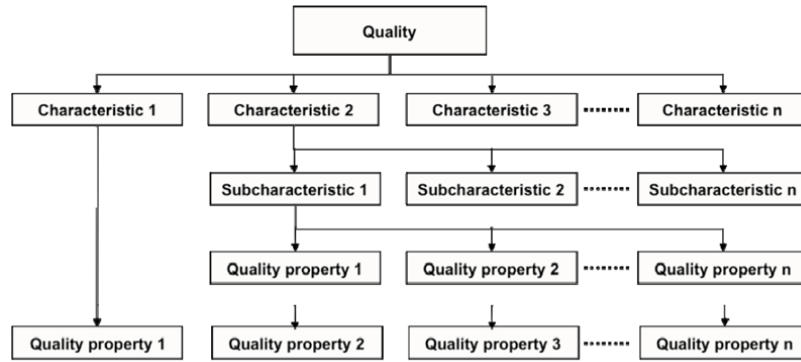 Quality
Characteristic 1 Characteristic 2 Characteristic 3 Characteristic n
Subcharacteristic 1 Subcharacteristic 2 Subcharacteristic n
Quality property 1 Quality property 2 Quality property n
Quality property 1 Quality property 2 Quality property 3 Quality property n